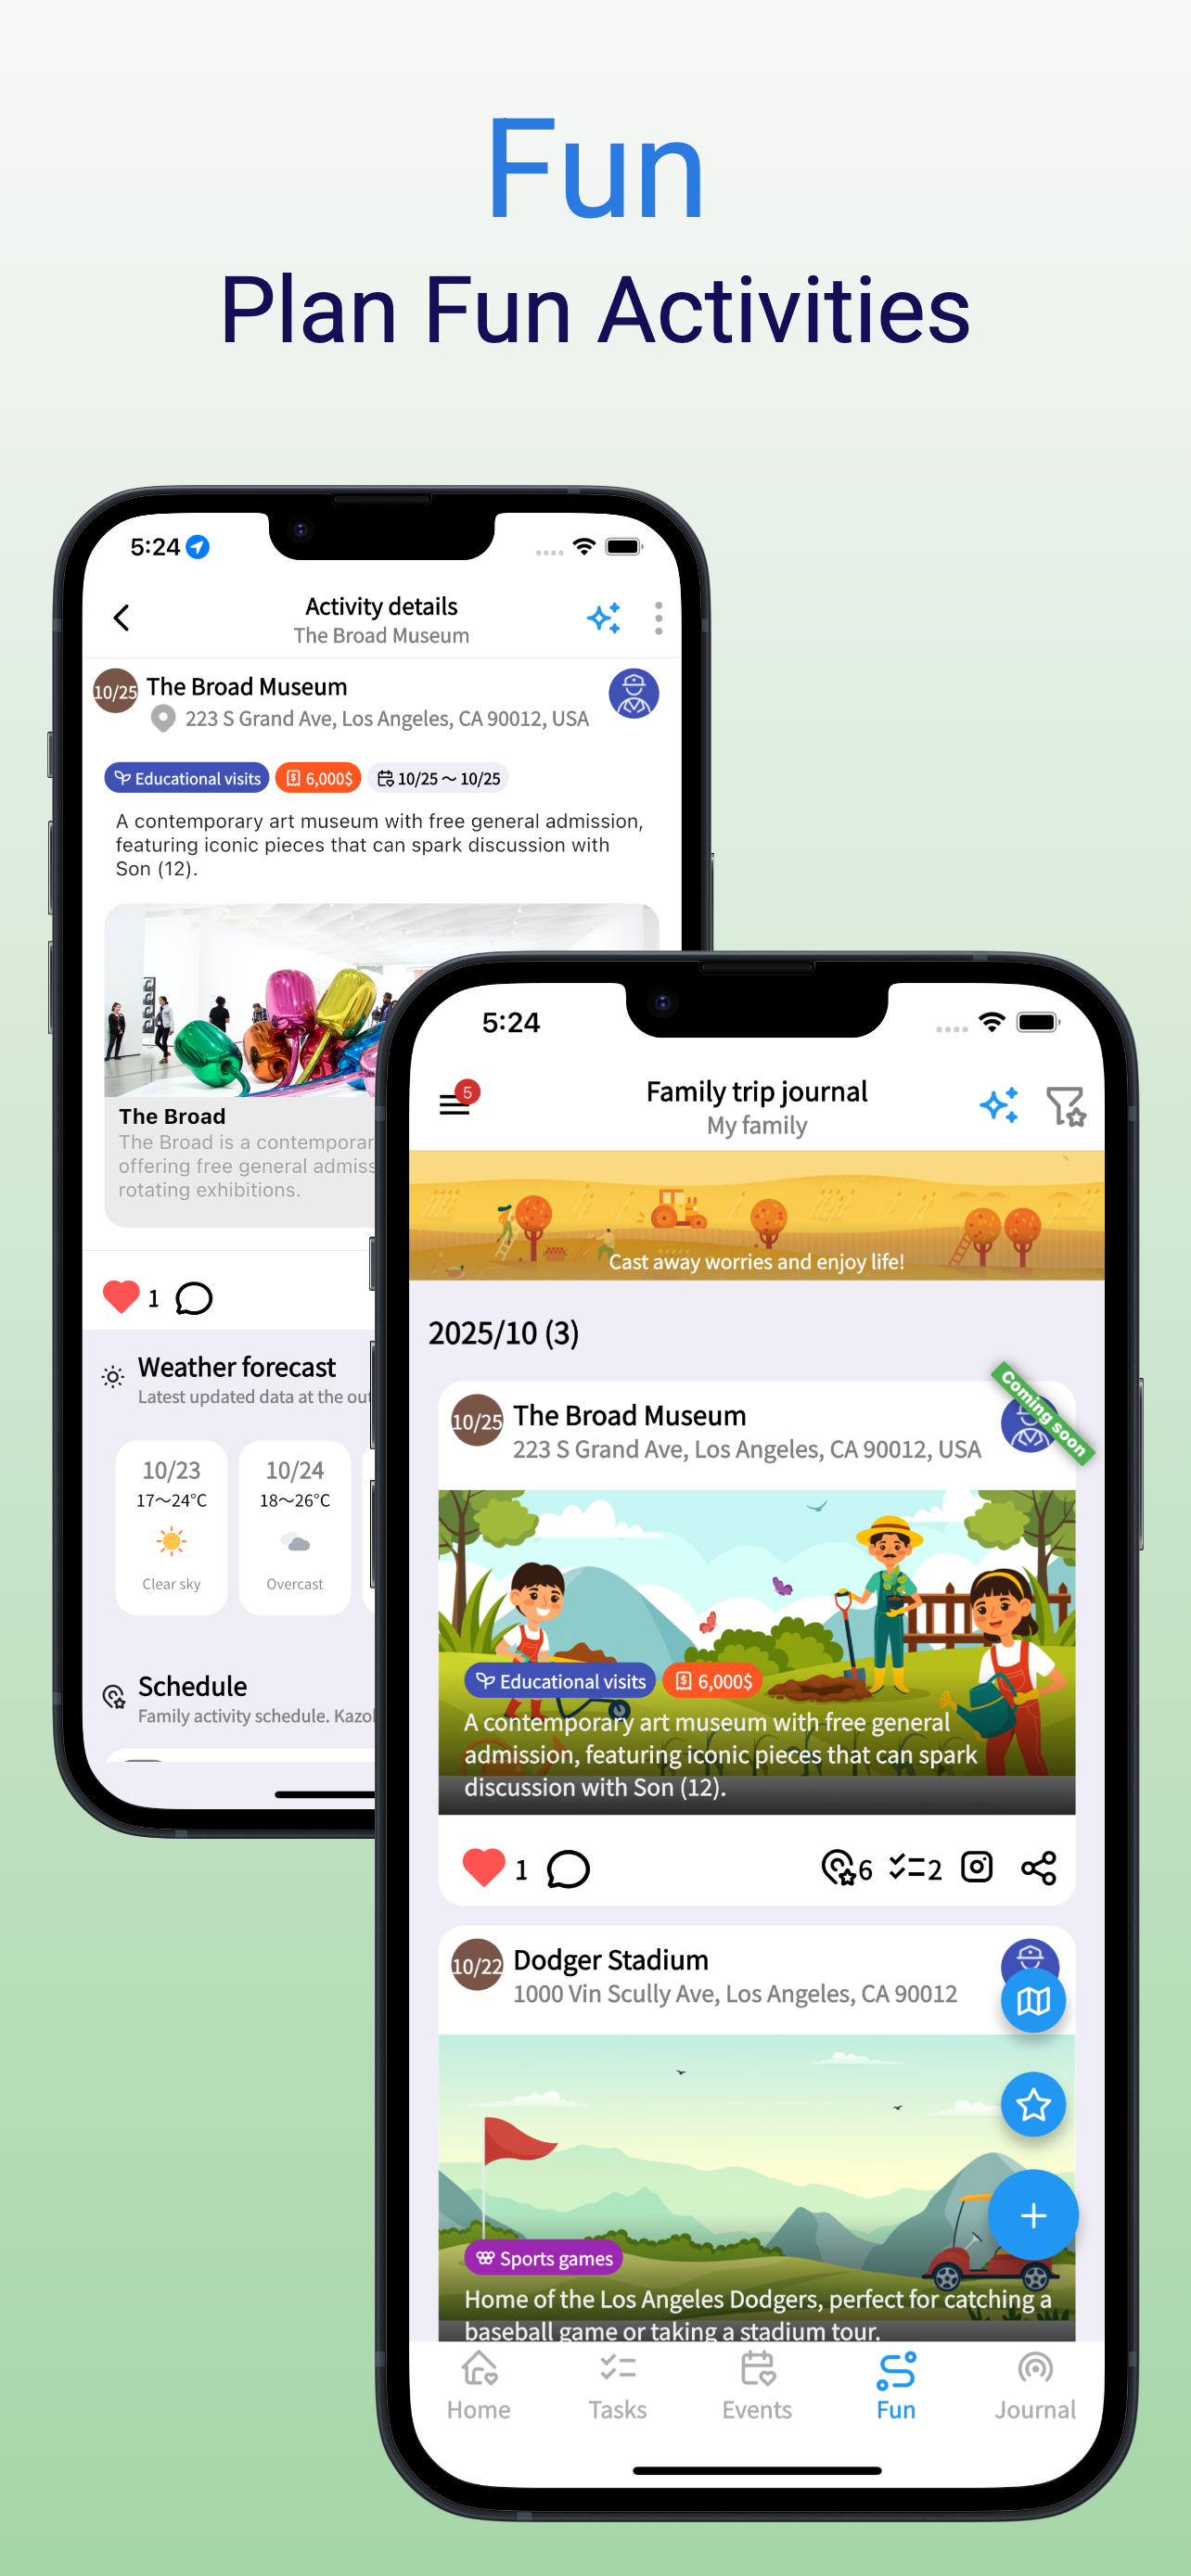 Fun
Plan Fun Activities
5:24
Activity details
The Broad Museum
10/25
The Broad Museum
223 S Grand Ave, Los Angeles, CA 90012, USA
Educational visits
6,000$
10/25 ~ 10/25
A contemporary art museum with free general admission,
featuring iconic pieces that can spark discussion with
Son (12).
The Broad
The Broad is a contemporar
offering free general admiss
rotating exhibitions.
1
Weather forecast
Latest updated data at the
10/23
17~24°C
Clear sky
10/24
18~26°C
Overcast
Schedule
Family activity schedule.
5:24
5
Family trip journal
My family
Cast away worries and enjoy life!
2025/10 (3)
Coming soon
10/25
The Broad Museum
223 S Grand Ave, Los Angeles, CA 90012, USA
Educational visits
6,000$
A contemporary art museum with free general
admission, featuring iconic pieces that can spark
discussion with Son (12).
1
6
2
10/22
Dodger Stadium
1000 Vin Scully Ave, Los Angeles, CA 90012
Sports games
Home of the Los Angeles Dodgers, perfect for catching a
baseball game or taking a stadium tour.
Home
Tasks
Events
Fun
Journal